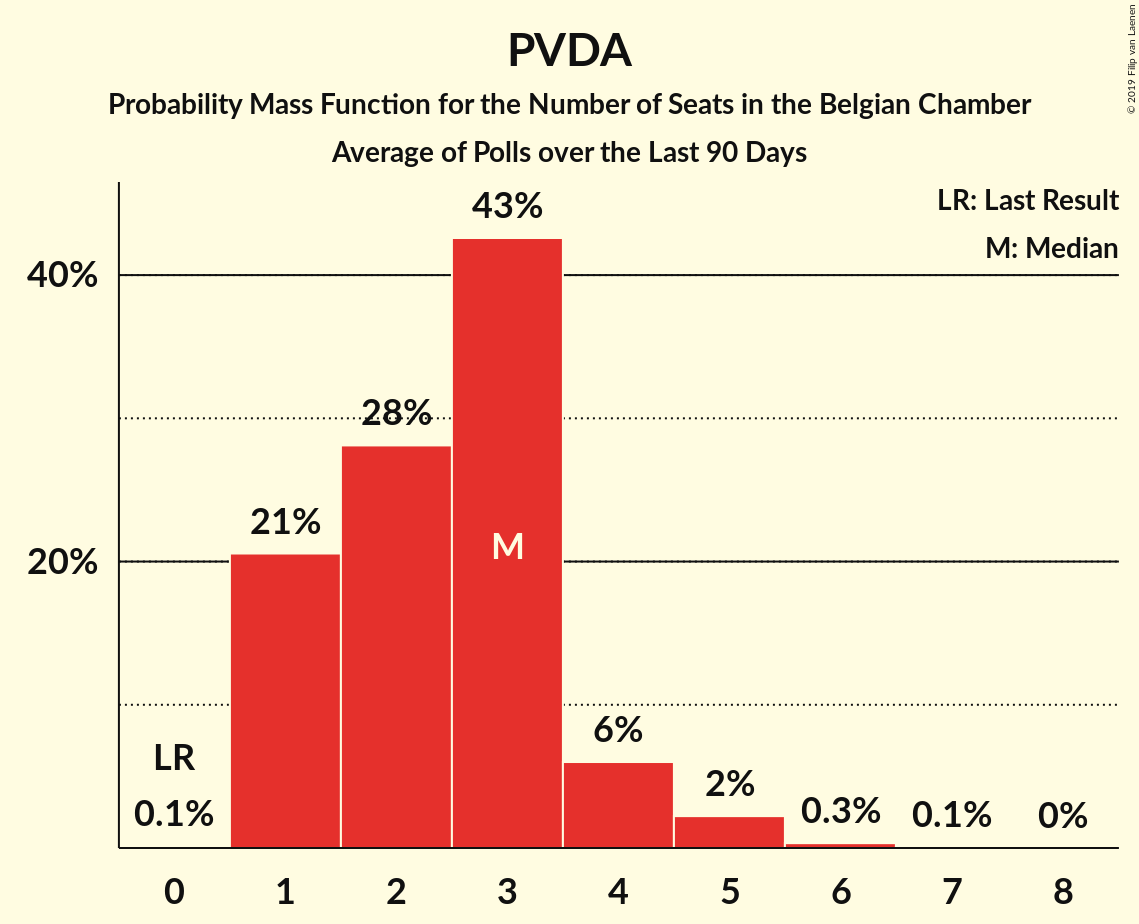 PVDA
Probability Mass Function for the Number of Seats in the Belgian Chamber
Average of Polls over the Last 90 Days
© 2019 Filip van Laenen
LR: Last Result
M: Median
43%
40%
28%
21%
M
20%
6%
LR
2%
0.1%
0.3%
0.1%
0%
0 1 2 3 4 5 6 7 8